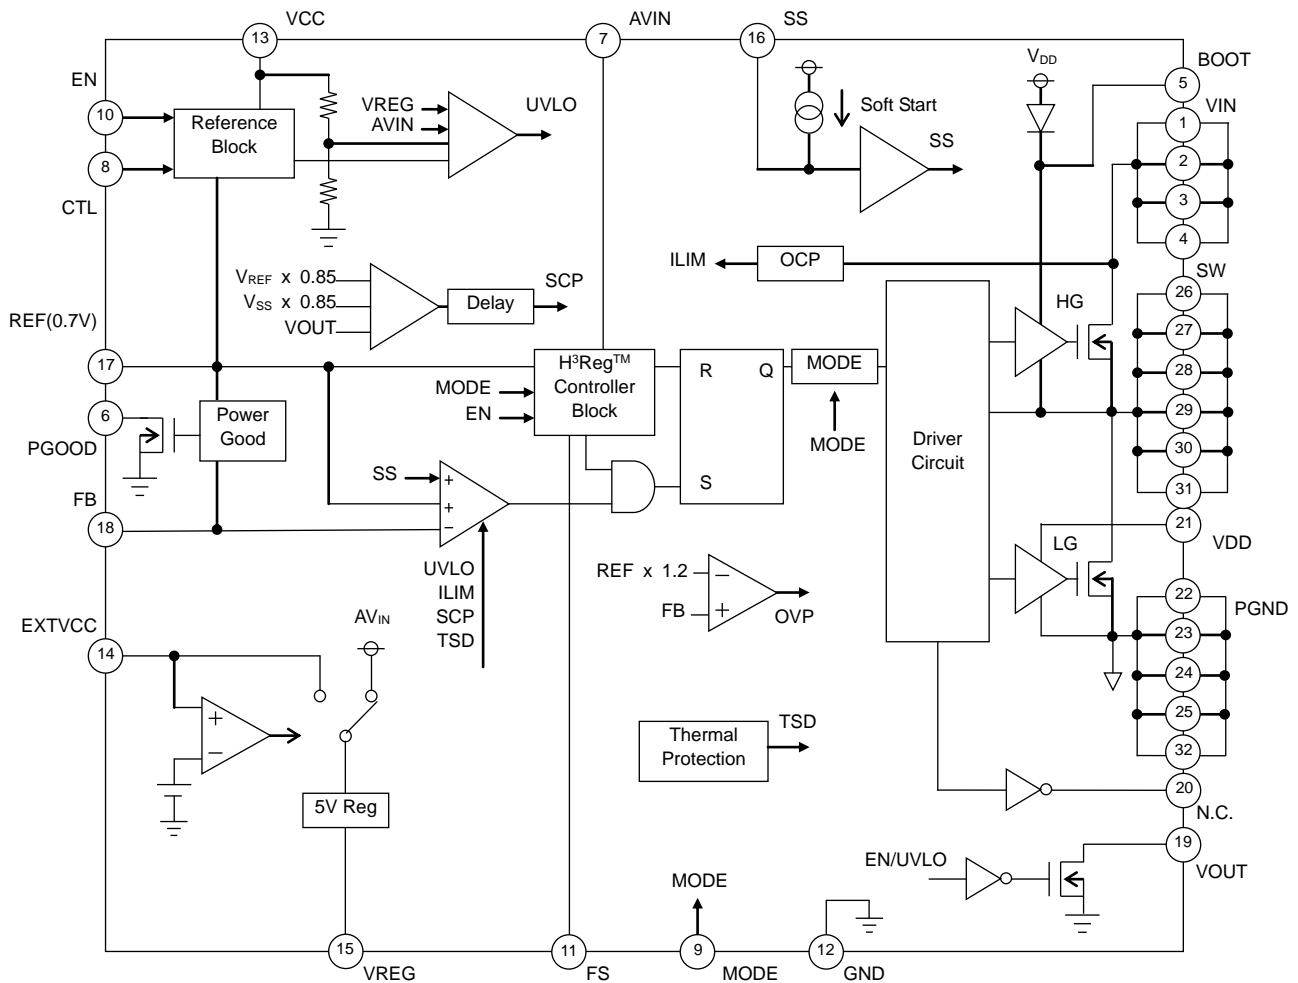 VCC
AVIN
SS
13
7
16
EN
VDD
BOOT
5
10
VREG
AVIN
UVLO
Soft Start
VIN
1
Reference
Block
SS
2
8
CTL
3
4
ILIM
OCP
SW
VREF x 0.85
VSS x 0.85
VOUT
Delay
SCP
26
HG
27
REF(0.7V)
17
H³Reg™
Controller
Block
MODE
EN
R
Q
S
MODE
MODE
28
6
PGOOD
Power
Good
29
Driver
Circuit
30
SS
+
+
−
31
FB
18
21
VDD
LG
UVLO
ILIM
SCP
TSD
REF x 1.2
−
FB
+
OVP
22
PGND
23
EXTVCC
14
AVIN
24
25
+
−
Thermal
Protection
TSD
32
20
N.C.
5V Reg
19
VOUT
EN/UVLO
MODE
15
VREG
11
FS
9
MODE
12
GND